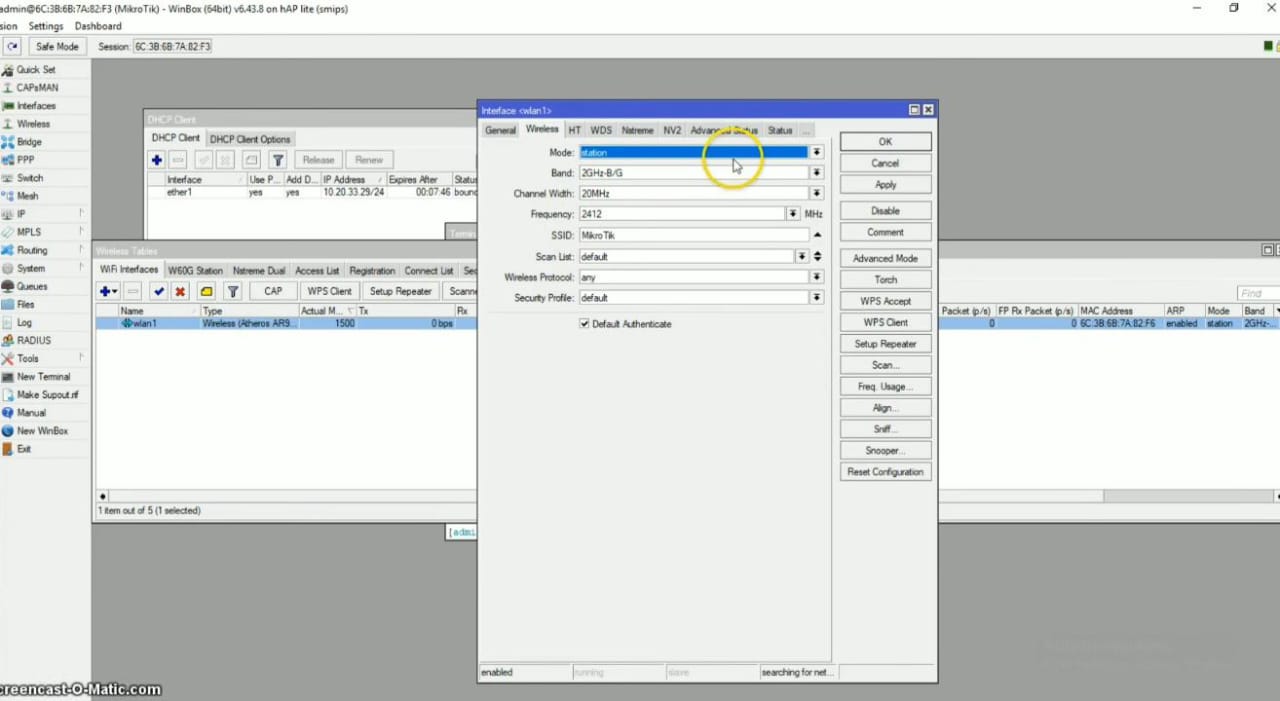 admin@6C:3B:6B:7A:82:F3 (MikroTik) - WinBox (64bit) v6.43.8 on hAP lite (smips)
sion Settings Dashboard
Safe Mode Session: 6C:3B:6B:7A:82:F3
Quick Set
CAPsMAN
Interfaces
Wireless
Bridge
PPP
Switch
Mesh
IP
MPLS
Routing
System
Queues
Files
Log
RADIUS
Tools
New Terminal
Make Supout.rif
Manual
New WinBox
Exit
DHCP Client
DHCP Client DHCP Client Options
Release Renew
Interface Use P... Add D... IP Address Expires After Status
ether1 yes yes 10.20.33.29/24 00:07:46 bound
Termin
Wireless Tables
WiFi Interfaces W60G Station Nstreme Dual Access List Registration Connect List Sec
CAP WPS Client Setup Repeater Scanne
Find
Name Type Actual M... Tx Rx Packet (p/s) FP Rx Packet (p/s) MAC Address ARP Mode Band
wlan1 Wireless (Atheros AR9... 1500 0 bps 0 0 6C:3B:6B:7A:82:F6 enabled station 2GHz-...
1 item out of 5 (1 selected)
[admi
Interface <wlan1>
General Wireless HT WDS Nstreme NV2 Advanced Status Status ...
Mode: station
Band: 2GHz-B/G
Channel Width: 20MHz
Frequency: 2412 MHz
SSID: MikroTik
Scan List: default
Wireless Protocol: any
Security Profile: default
Default Authenticate
OK
Cancel
Apply
Disable
Comment
Advanced Mode
Torch
WPS Accept
WPS Client
Setup Repeater
Scan...
Freq. Usage...
Align...
Sniff...
Snooper...
Reset Configuration
enabled running slave searching for net...
creencast-O-Matic.com